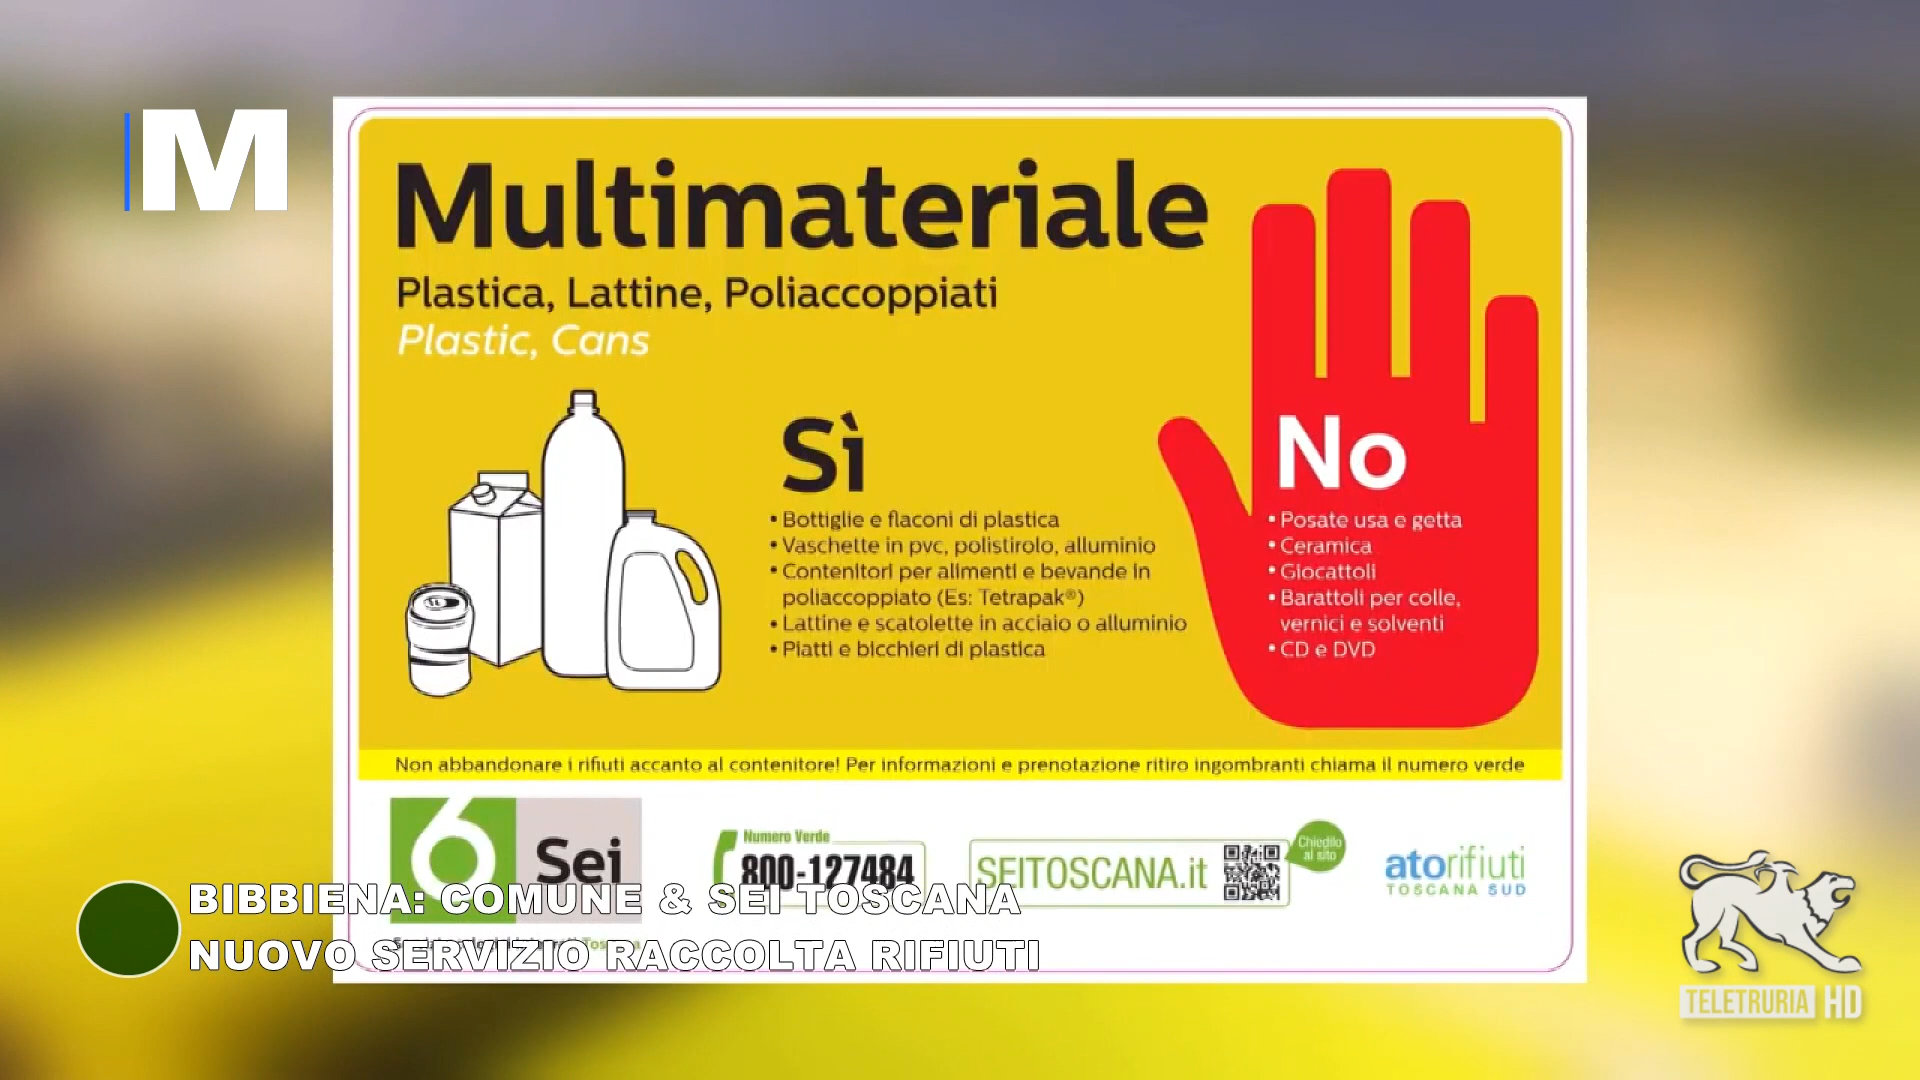 M
Multimateriale
Plastica, Lattine, Poliaccoppiati
Plastic, Cans
Sì
• Bottiglie e flaconi di plastica
• Vaschette in pvc, polistirolo, alluminio
• Contenitori per alimenti e bevande in
poliaccoppiato (Es: Tetrapak®)
• Lattine e scatolette in acciaio o alluminio
• Piatti e bicchieri di plastica
No
• Posate usa e getta
• Ceramica
• Giocattoli
• Barattoli per colle,
vernici e solventi
• CD e DVD
Non abbandonare i rifiuti accanto al contenitore! Per informazioni e prenotazione ritiro ingombranti chiama il numero verde
6 Sei
Numero Verde
800-127484
SEITOSCANA.it
Chiedilo
al sito
atorifiuti
TOSCANA SUD
BIBBIENA: COMUNE & SEI TOSCANA
NUOVO SERVIZIO RACCOLTA RIFIUTI
TELETRURIA HD